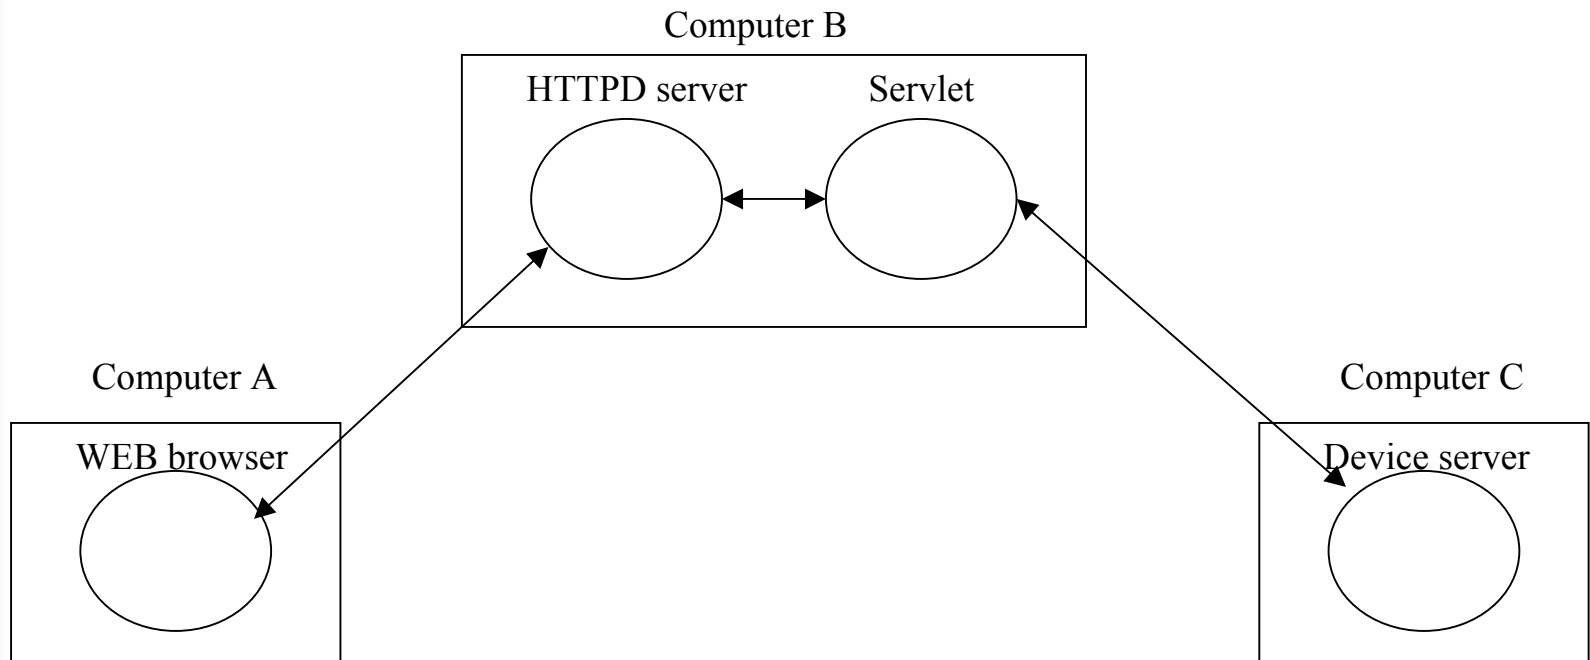 Computer B
HTTPD server
Servlet
Computer A
Computer C
WEB browser
Device server